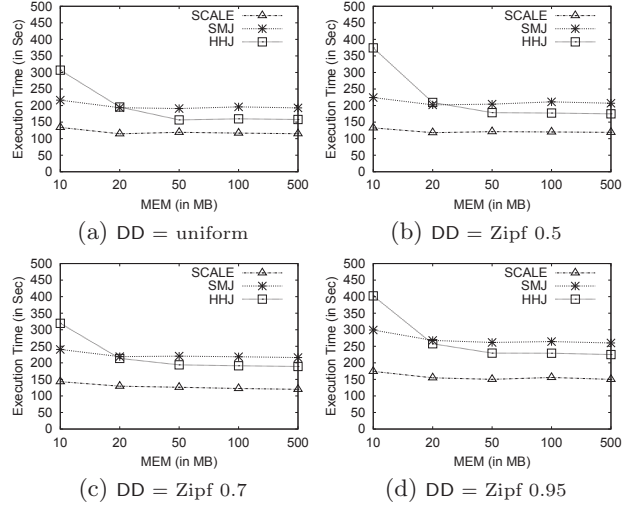 500
450
400
350
300
250
200
150
100
50
0
Execution Time (in Sec)
SCALE
SMJ
HHJ
10 20 50 100 500
MEM (in MB)
(a) DD = uniform
500
450
400
350
300
250
200
150
100
50
0
Execution Time (in Sec)
SCALE
SMJ
HHJ
10 20 50 100 500
MEM (in MB)
(b) DD = Zipf 0.5
500
450
400
350
300
250
200
150
100
50
0
Execution Time (in Sec)
SCALE
SMJ
HHJ
10 20 50 100 500
MEM (in MB)
(c) DD = Zipf 0.7
500
450
400
350
300
250
200
150
100
50
0
Execution Time (in Sec)
SCALE
SMJ
HHJ
10 20 50 100 500
MEM (in MB)
(d) DD = Zipf 0.95